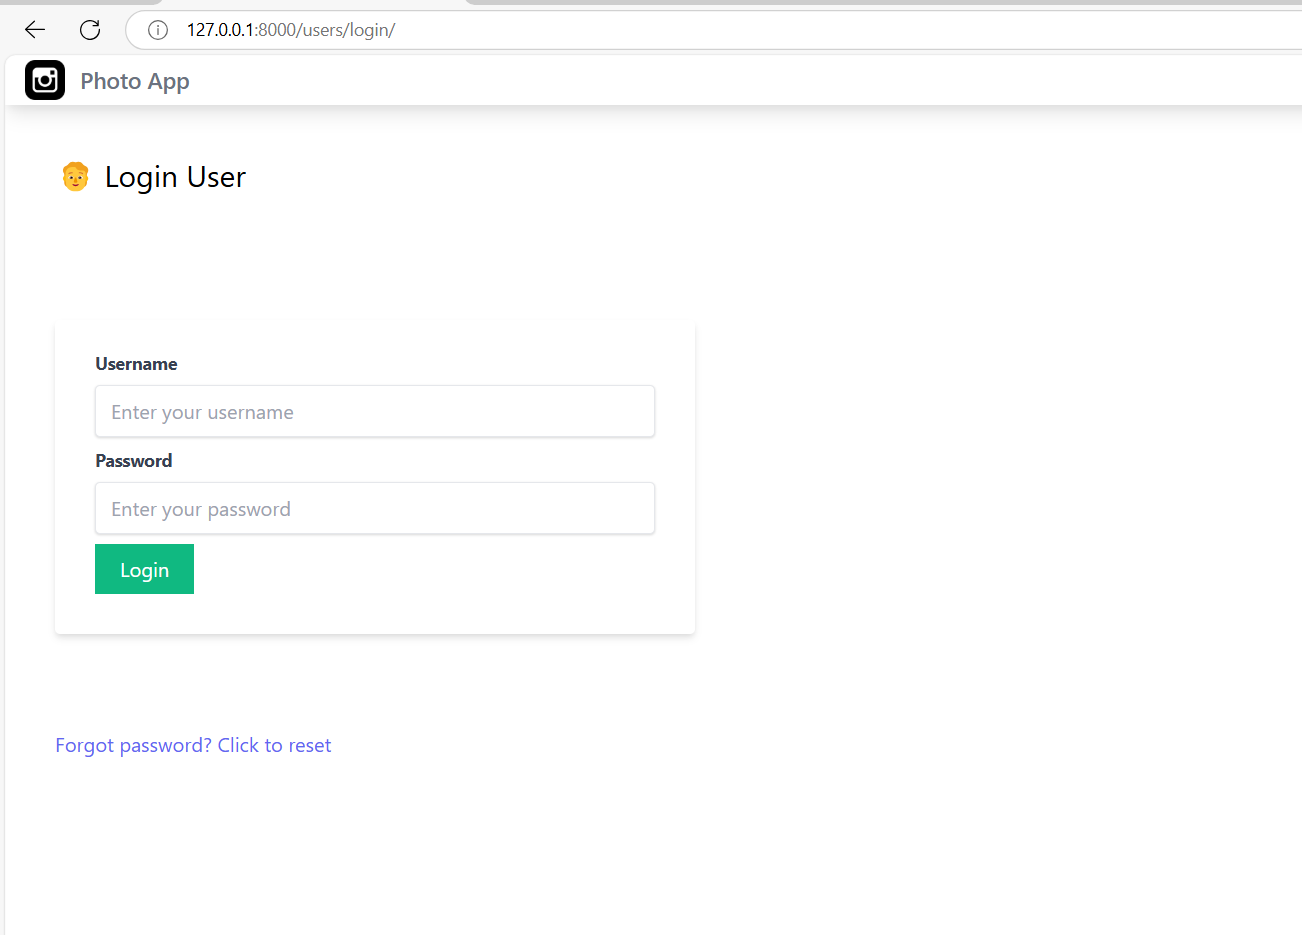 127.0.0.1:8000/users/login/
Photo App
Login User
Username
Enter your username
Password
Enter your password
Login
Forgot password? Click to reset